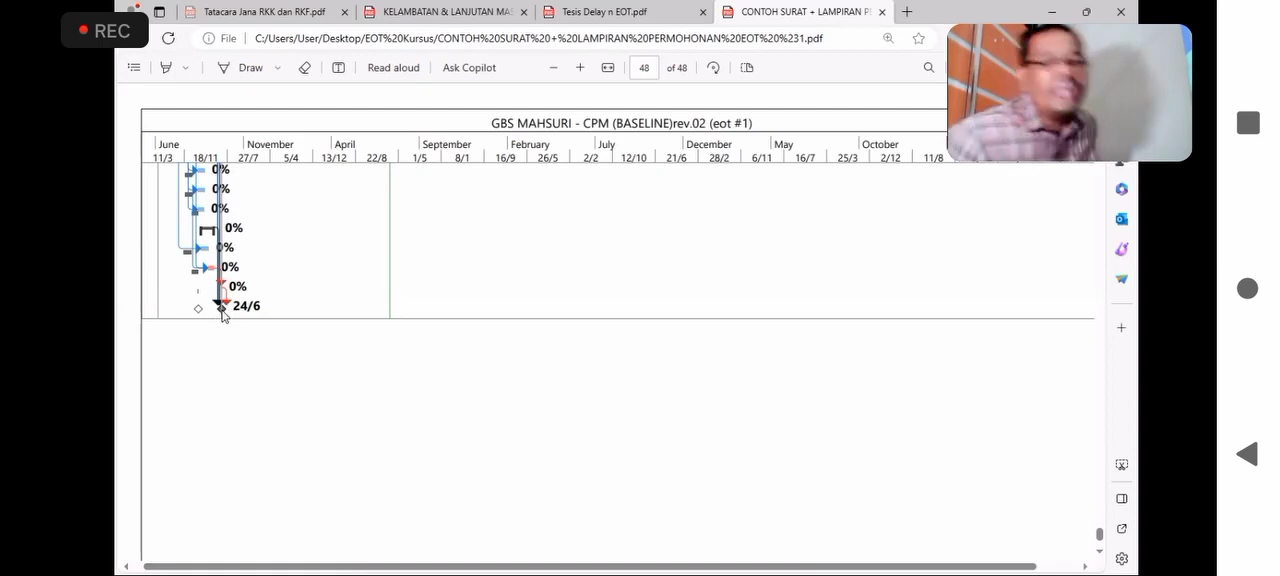 REC
Tatacara Jana RKK dan RKF.pdf
KELAMBATAN & LANJUTAN MAS
Tesis Delay n EOT.pdf
CONTOH SURAT + LAMPIRAN PE
File
C:/Users/User/Desktop/EOT%20Kursus/CONTOH%20SURAT%20+%20LAMPIRAN%20PERMOHONAN%20EOT%20%231.pdf
Draw
Read aloud
Ask Copilot
48 of 48
GBS MAHSURI - CPM (BASELINE)rev.02 (eot #1)
June November April September February July December May October
11/3 18/11 27/7 5/4 13/12 22/8 1/5 8/1 16/9 26/5 2/2 12/10 21/6 28/2 6/11 16/7 25/3 2/12 11/8
0%
0%
0%
0%
0%
0%
0%
24/6